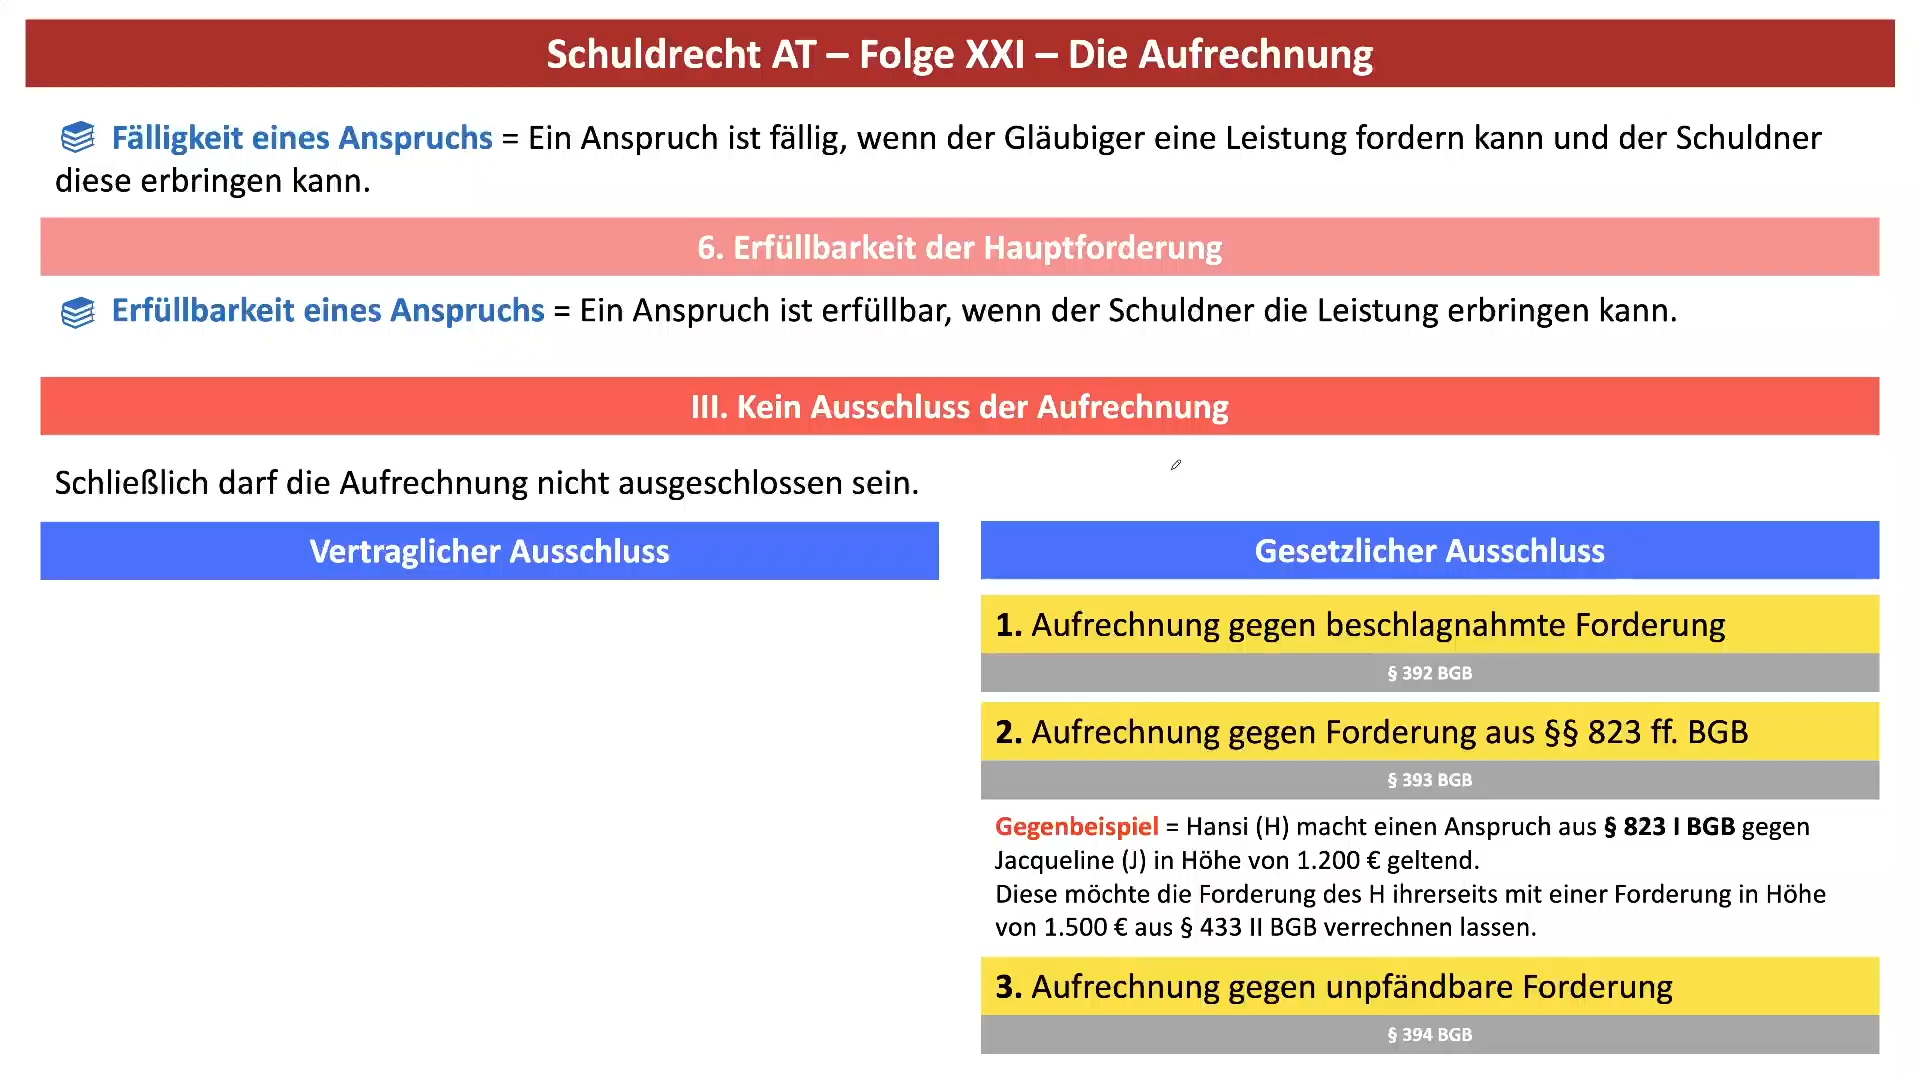 Schuldrecht AT – Folge XXI – Die Aufrechnung
Fälligkeit eines Anspruchs = Ein Anspruch ist fällig, wenn der Gläubiger eine Leistung fordern kann und der Schuldner
diese erbringen kann.
6. Erfüllbarkeit der Hauptforderung
Erfüllbarkeit eines Anspruchs = Ein Anspruch ist erfüllbar, wenn der Schuldner die Leistung erbringen kann.
III. Kein Ausschluss der Aufrechnung
Schließlich darf die Aufrechnung nicht ausgeschlossen sein.
Vertraglicher Ausschluss
Gesetzlicher Ausschluss
1. Aufrechnung gegen beschlagnahmte Forderung
§ 392 BGB
2. Aufrechnung gegen Forderung aus §§ 823 ff. BGB
§ 393 BGB
Gegenbeispiel = Hansi (H) macht einen Anspruch aus § 823 I BGB gegen
Jacqueline (J) in Höhe von 1.200 € geltend.
Diese möchte die Forderung des H ihrerseits mit einer Forderung in Höhe
von 1.500 € aus § 433 II BGB verrechnen lassen.
3. Aufrechnung gegen unpfändbare Forderung
§ 394 BGB